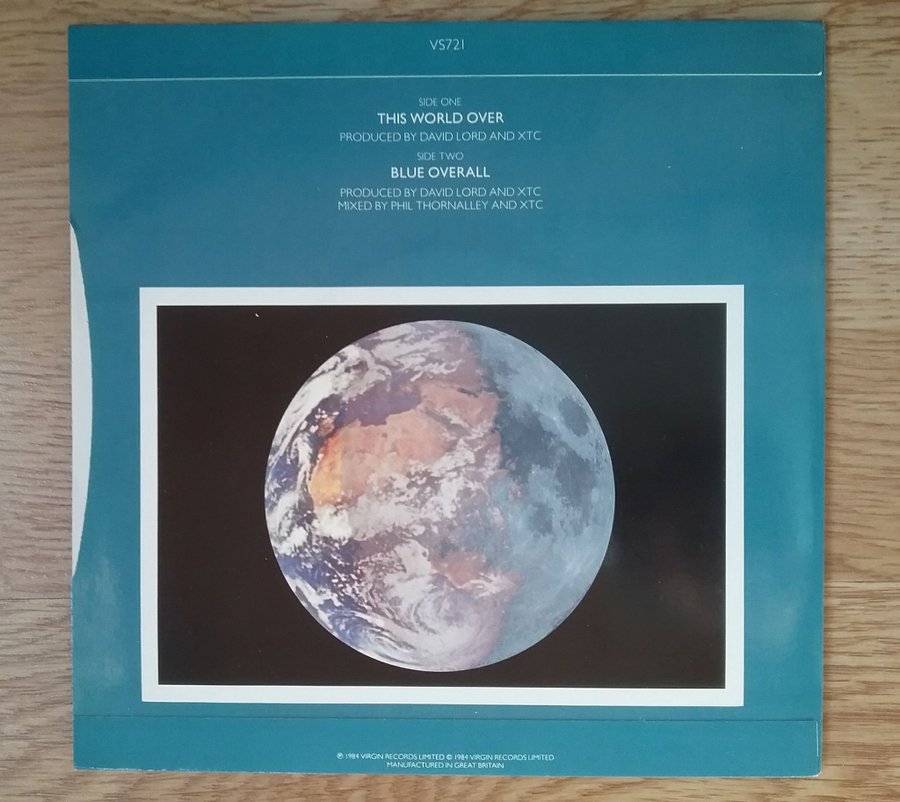 VS721
SIDE ONE
THIS WORLD OVER
PRODUCED BY DAVID LORD AND XTC
SIDE TWO
BLUE OVERALL
PRODUCED BY DAVID LORD AND XTC
MIXED BY PHIL THORNALLEY AND XTC
℗ 1984 VIRGIN RECORDS LIMITED © 1984 VIRGIN RECORDS LIMITED
MANUFACTURED IN GREAT BRITAIN